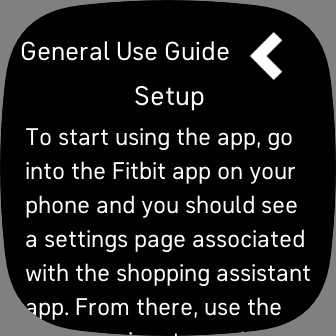 General Use Guide
Setup
To start using the app, go
into the Fitbit app on your
phone and you should see
a settings page associated
with the shopping assistant
app. From there, use the